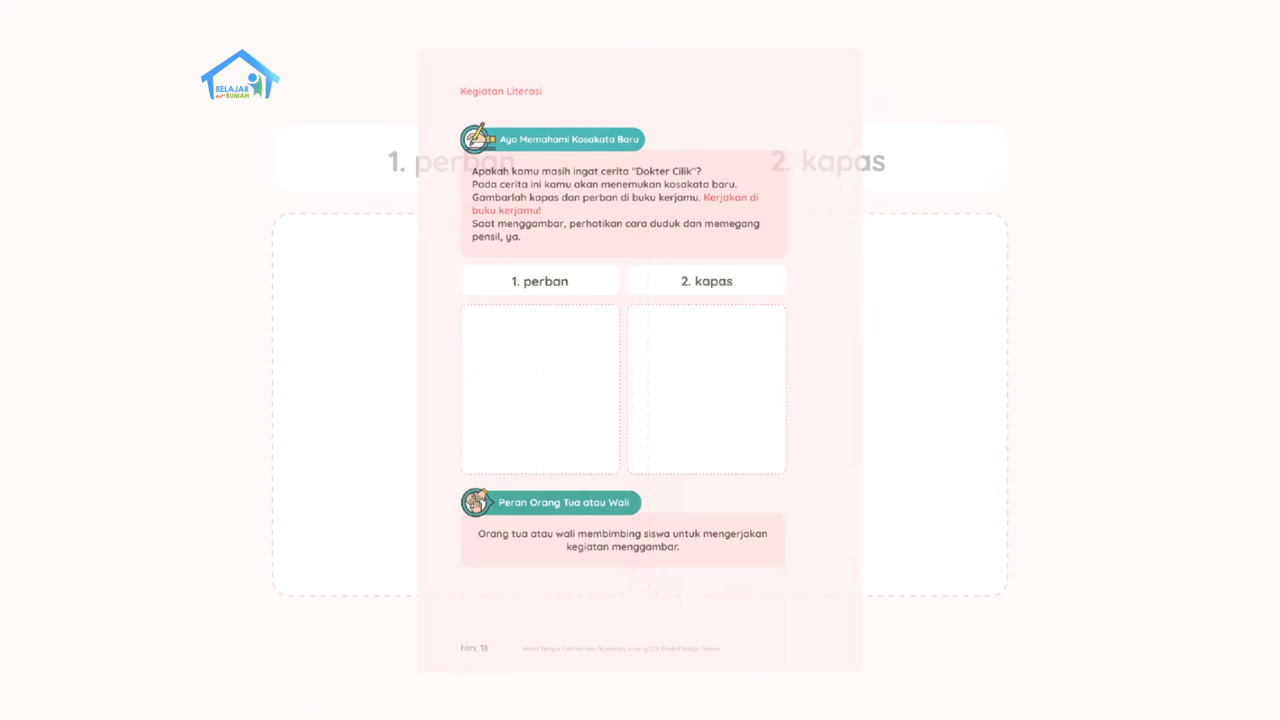 BELAJAR
RUMAH
Kegiatan Literasi
Ayo Memahami Kosakata Baru
1. perban
2. kapas
Apakah kamu masih ingat cerita "Dokter Cilik"?
Pada cerita ini kamu akan menemukan kosakata baru.
Gambarlah kapas dan perban di buku kerjamu. Kerjakan di
buku kerjamu!
Saat menggambar, perhatikan cara duduk dan memegang
pensil, ya.
1. perban
2. kapas
Peran Orang Tua atau Wali
Orang tua atau wali membimbing siswa untuk mengerjakan
kegiatan menggambar.
hlm. 18